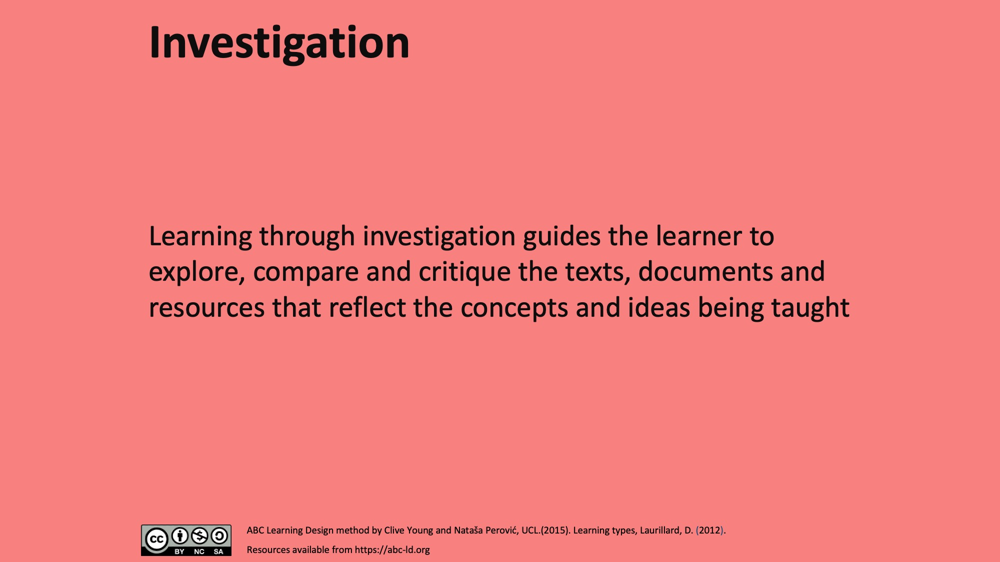 Investigation
Learning through investigation guides the learner to
explore, compare and critique the texts, documents and
resources that reflect the concepts and ideas being taught
ABC Learning Design method by Clive Young and Nataša Perović, UCL.(2015). Learning types, Laurillard, D. (2012).
Resources available from https://abc-ld.org
cc
BY NC SA